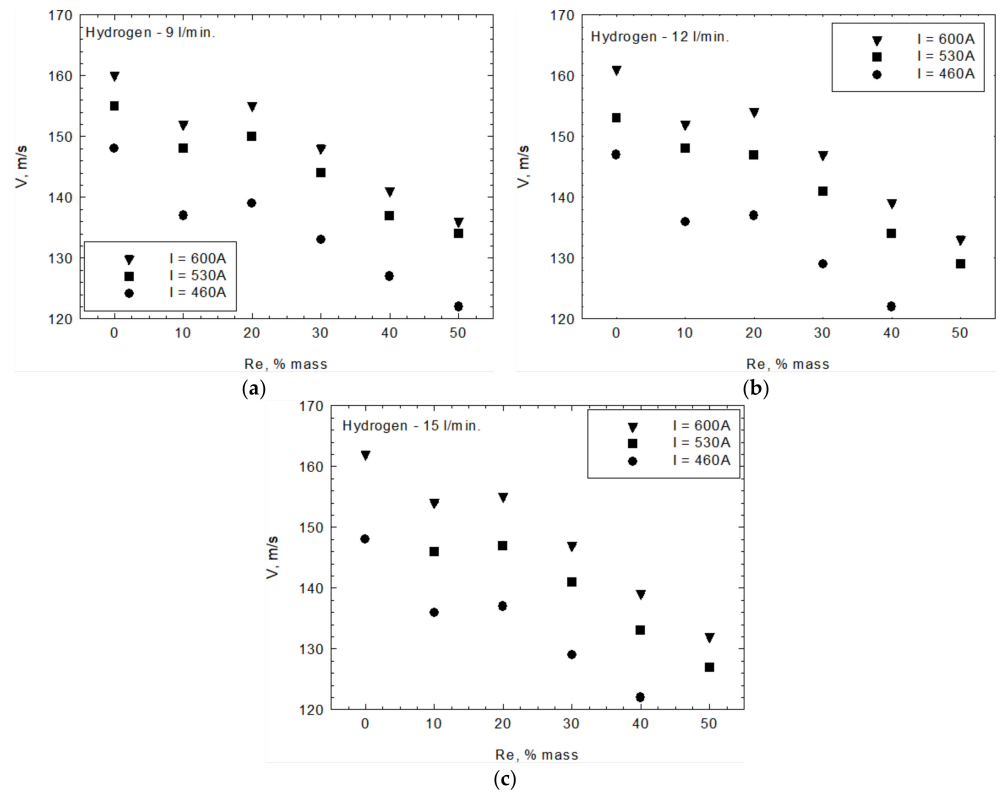 170
160
150
140
130
120
V, m/s
Hydrogen - 9 l/min.
I = 600A
I = 530A
I = 460A
0 10 20 30 40 50
Re, % mass
(a)
170
160
150
140
130
120
V, m/s
Hydrogen - 12 l/min.
I = 600A
I = 530A
I = 460A
0 10 20 30 40 50
Re, % mass
(b)
170
160
150
140
130
120
V, m/s
Hydrogen - 15 l/min.
I = 600A
I = 530A
I = 460A
0 10 20 30 40 50
Re, % mass
(c)